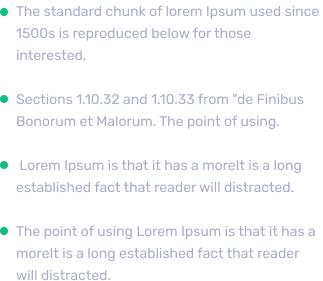 The standard chunk of lorem Ipsum used since
1500s is reproduced below for those
interested.
Sections 1.10.32 and 1.10.33 from "de Finibus
Bonorum et Malorum. The point of using.
Lorem Ipsum is that it has a morelt is a long
established fact that reader will distracted.
The point of using Lorem Ipsum is that it has a
morelt is a long established fact that reader
will distracted.